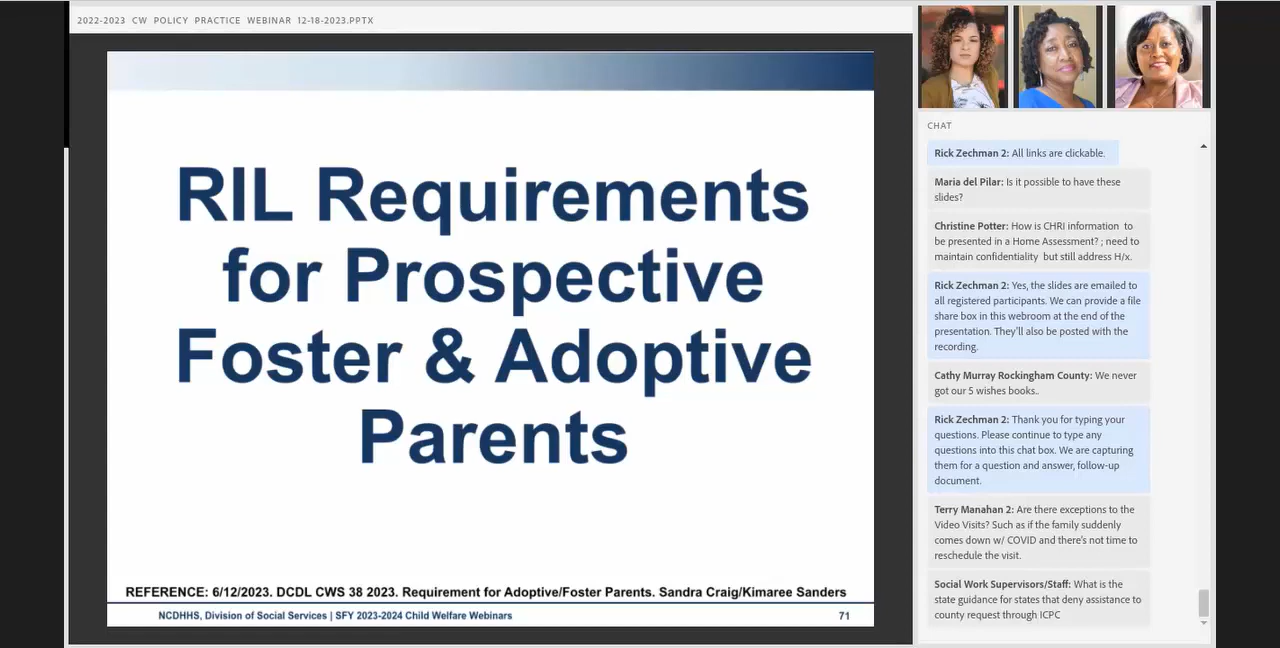 2022-2023 CW POLICY PRACTICE WEBINAR 12-18-2023.PPTX
RIL Requirements
for Prospective
Foster & Adoptive
Parents
REFERENCE: 6/12/2023. DCDL CWS 38 2023. Requirement for Adoptive/Foster Parents. Sandra Craig/Kimaree Sanders
NCDHHS, Division of Social Services | SFY 2023-2024 Child Welfare Webinars
71
CHAT
Rick Zechman 2: All links are clickable.
Maria del Pilar: Is it possible to have these
slides?
Christine Potter: How is CHRI information to
be presented in a Home Assessment? ; need to
maintain confidentiality but still address H/x.
Rick Zechman 2: Yes, the slides are emailed to
all registered participants. We can provide a file
share box in this webroom at the end of the
presentation. They'll also be posted with the
recording.
Cathy Murray Rockingham County: We never
got our 5 wishes books..
Rick Zechman 2: Thank you for typing your
questions. Please continue to type any
questions into this chat box. We are capturing
them for a question and answer, follow-up
document.
Terry Manahan 2: Are there exceptions to the
Video Visits? Such as if the family suddenly
comes down w/ COVID and there's not time to
reschedule the visit.
Social Work Supervisors/Staff: What is the
state guidance for states that deny assistance to
county request through ICPC